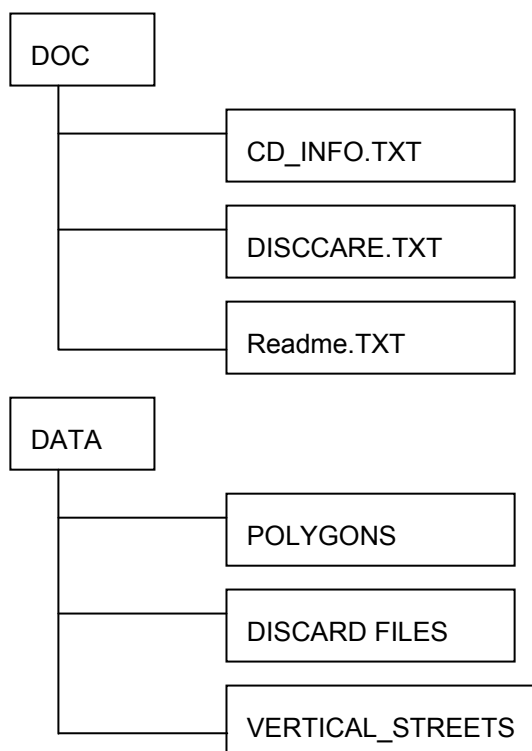 DOC
CD_INFO.TXT
DISCCARE.TXT
Readme.TXT
DATA
POLYGONS
DISCARD FILES
VERTICAL_STREETS